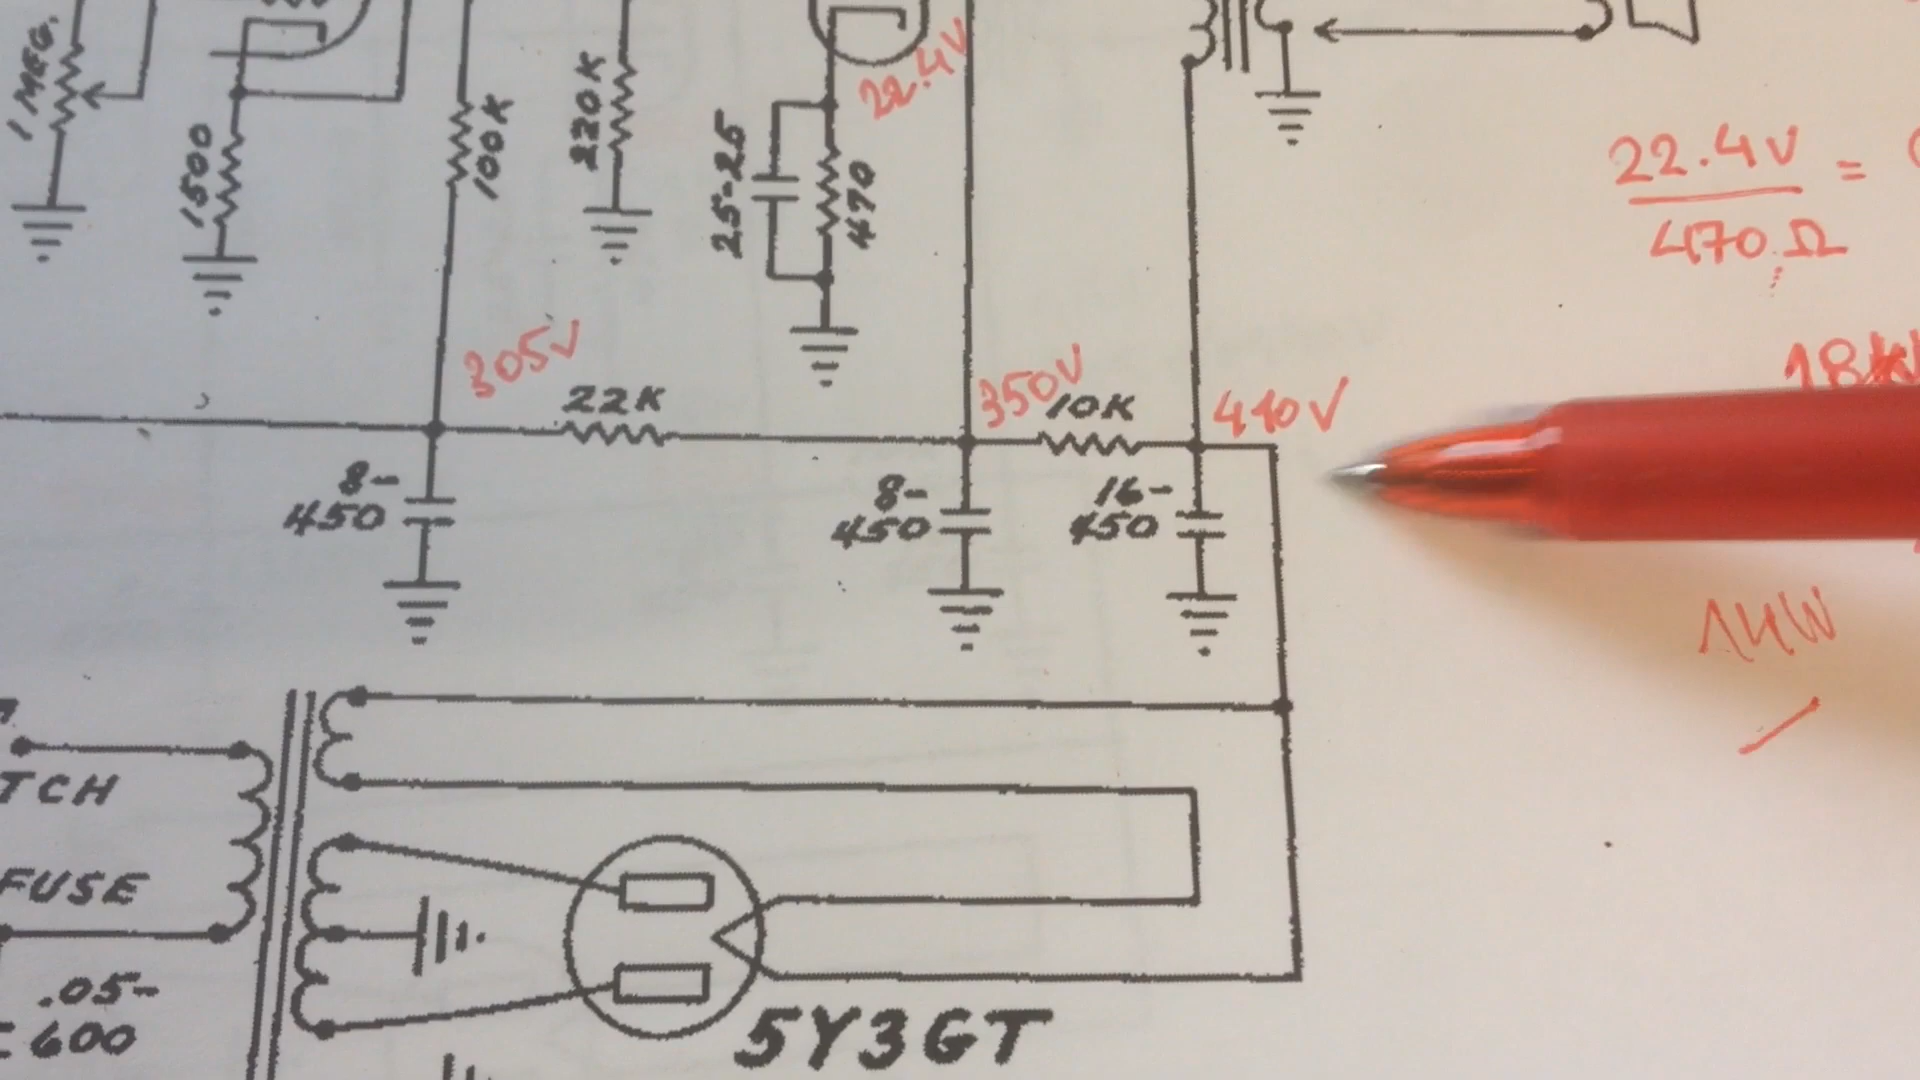 1 MEG.
1500
100K
220K
25-25
470
22.4V
22.4V
=
470 Ω
305V
22K
350V
10K
410V
8-
450
8-
450
16-
450
14W
TCH
FUSE
.05-
600
5Y3GT